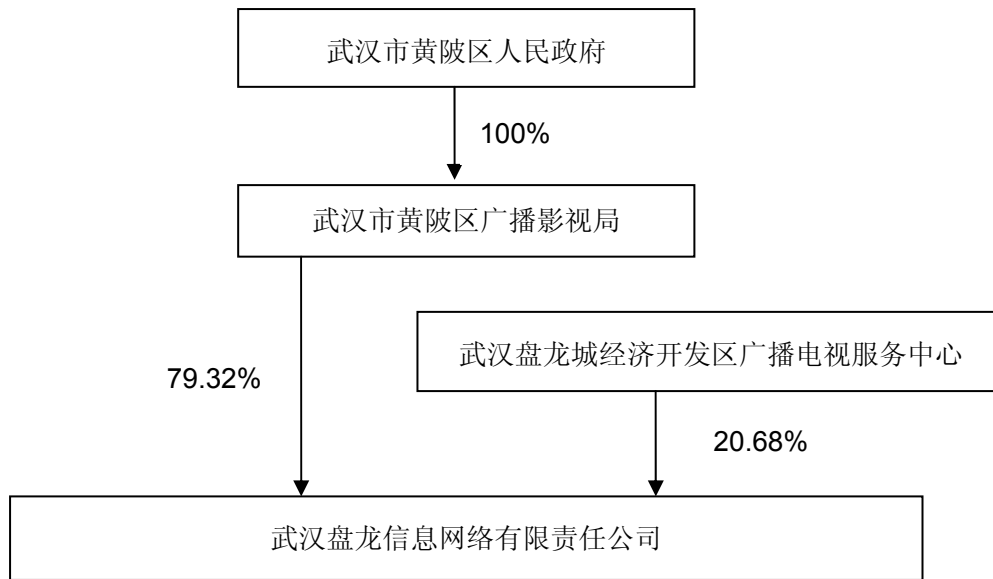 武汉市黄陂区人民政府
100%
武汉市黄陂区广播影视局
武汉盘龙城经济开发区广播电视服务中心
79.32%
20.68%
武汉盘龙信息网络有限责任公司